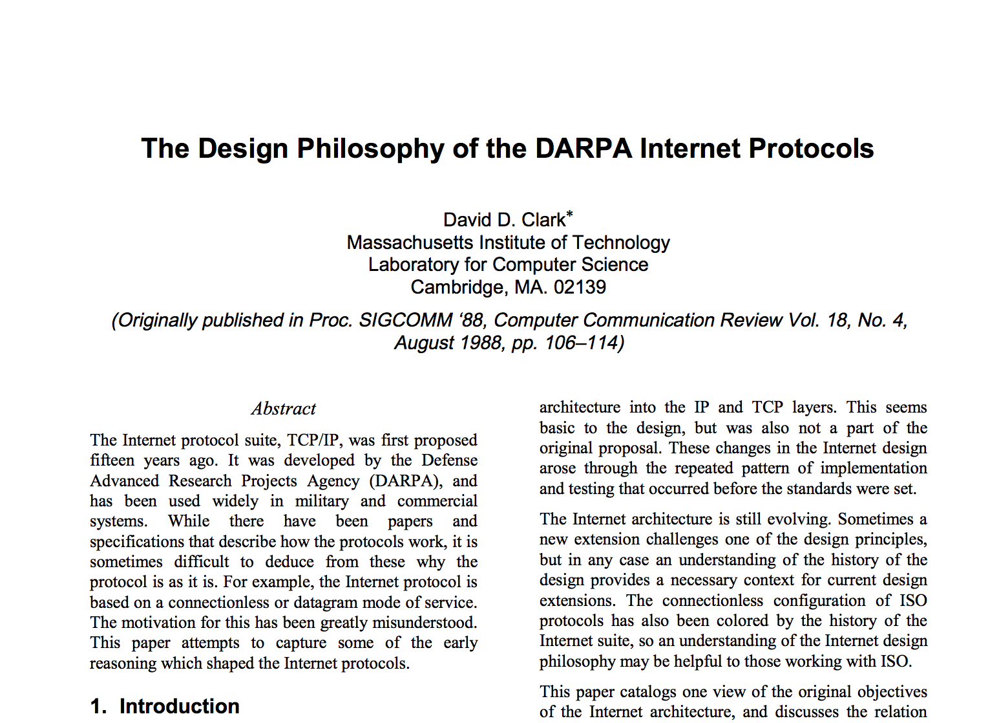 The Design Philosophy of the DARPA Internet Protocols
David D. Clark*
Massachusetts Institute of Technology
Laboratory for Computer Science
Cambridge, MA. 02139
(Originally published in Proc. SIGCOMM ‘88, Computer Communication Review Vol. 18, No. 4,
August 1988, pp. 106–114)
Abstract
The Internet protocol suite, TCP/IP, was first proposed
fifteen years ago. It was developed by the Defense
Advanced Research Projects Agency (DARPA), and
has been used widely in military and commercial
systems. While there have been papers and
specifications that describe how the protocols work, it is
sometimes difficult to deduce from these why the
protocol is as it is. For example, the Internet protocol is
based on a connectionless or datagram mode of service.
The motivation for this has been greatly misunderstood.
This paper attempts to capture some of the early
reasoning which shaped the Internet protocols.
1. Introduction
architecture into the IP and TCP layers. This seems
basic to the design, but was also not a part of the
original proposal. These changes in the Internet design
arose through the repeated pattern of implementation
and testing that occurred before the standards were set.
The Internet architecture is still evolving. Sometimes a
new extension challenges one of the design principles,
but in any case an understanding of the history of the
design provides a necessary context for current design
extensions. The connectionless configuration of ISO
protocols has also been colored by the history of the
Internet suite, so an understanding of the Internet design
philosophy may be helpful to those working with ISO.
This paper catalogs one view of the original objectives
of the Internet architecture, and discusses the relation